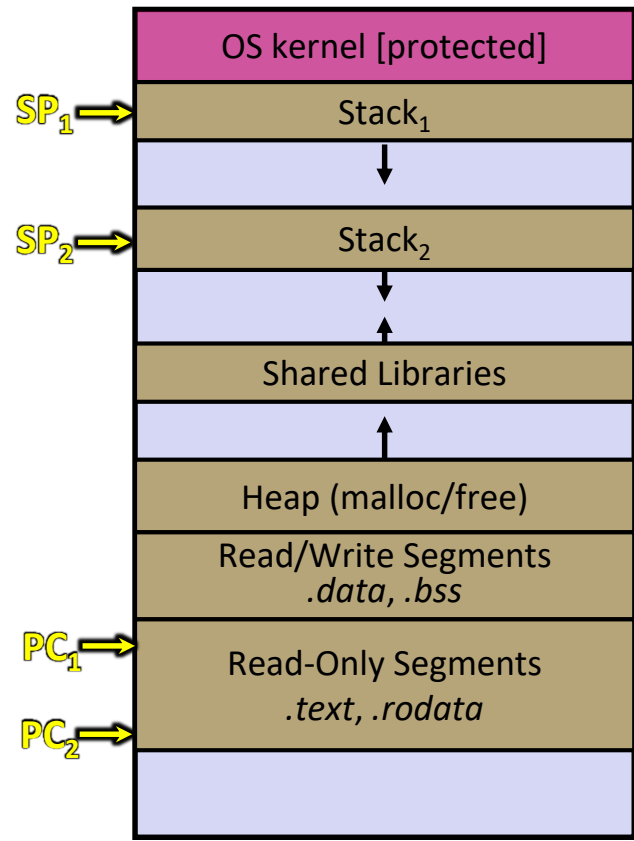 OS kernel [protected]
SP₁
Stack₁
SP₂
Stack₂
Shared Libraries
Heap (malloc/free)
Read/Write Segments
.data, .bss
PC₁
Read-Only Segments
.text, .rodata
PC₂